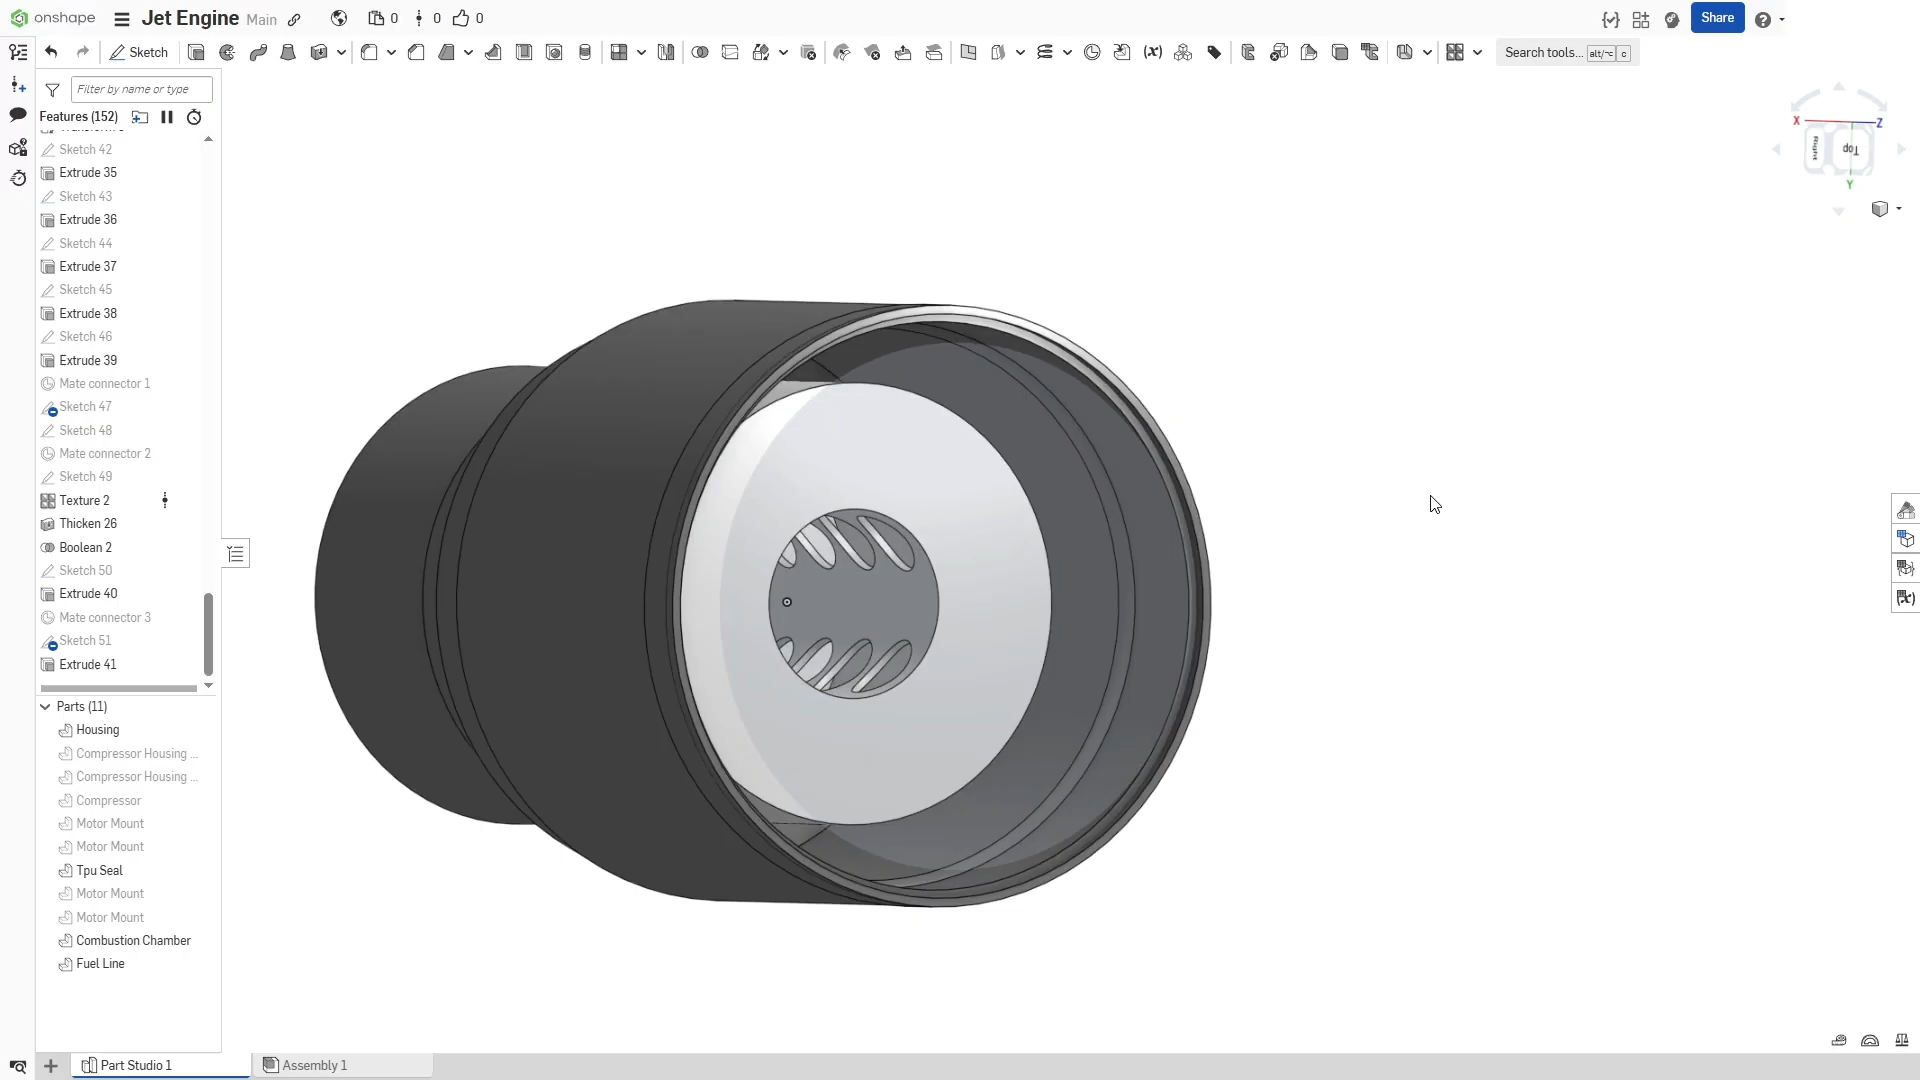 onshape
Jet Engine Main
0
0
0
Share
Sketch
Search tools... alt/⌥ c
Filter by name or type
Features (152)
Sketch 42
Extrude 35
Sketch 43
Extrude 36
Sketch 44
Extrude 37
Sketch 45
Extrude 38
Sketch 46
Extrude 39
Mate connector 1
Sketch 47
Sketch 48
Mate connector 2
Sketch 49
Texture 2
Thicken 26
Boolean 2
Sketch 50
Extrude 40
Mate connector 3
Sketch 51
Extrude 41
Parts (11)
Housing
Compressor Housing ...
Compressor Housing ...
Compressor
Motor Mount
Motor Mount
Tpu Seal
Motor Mount
Motor Mount
Combustion Chamber
Fuel Line
X
Z
Right
Top
Y
Part Studio 1
Assembly 1